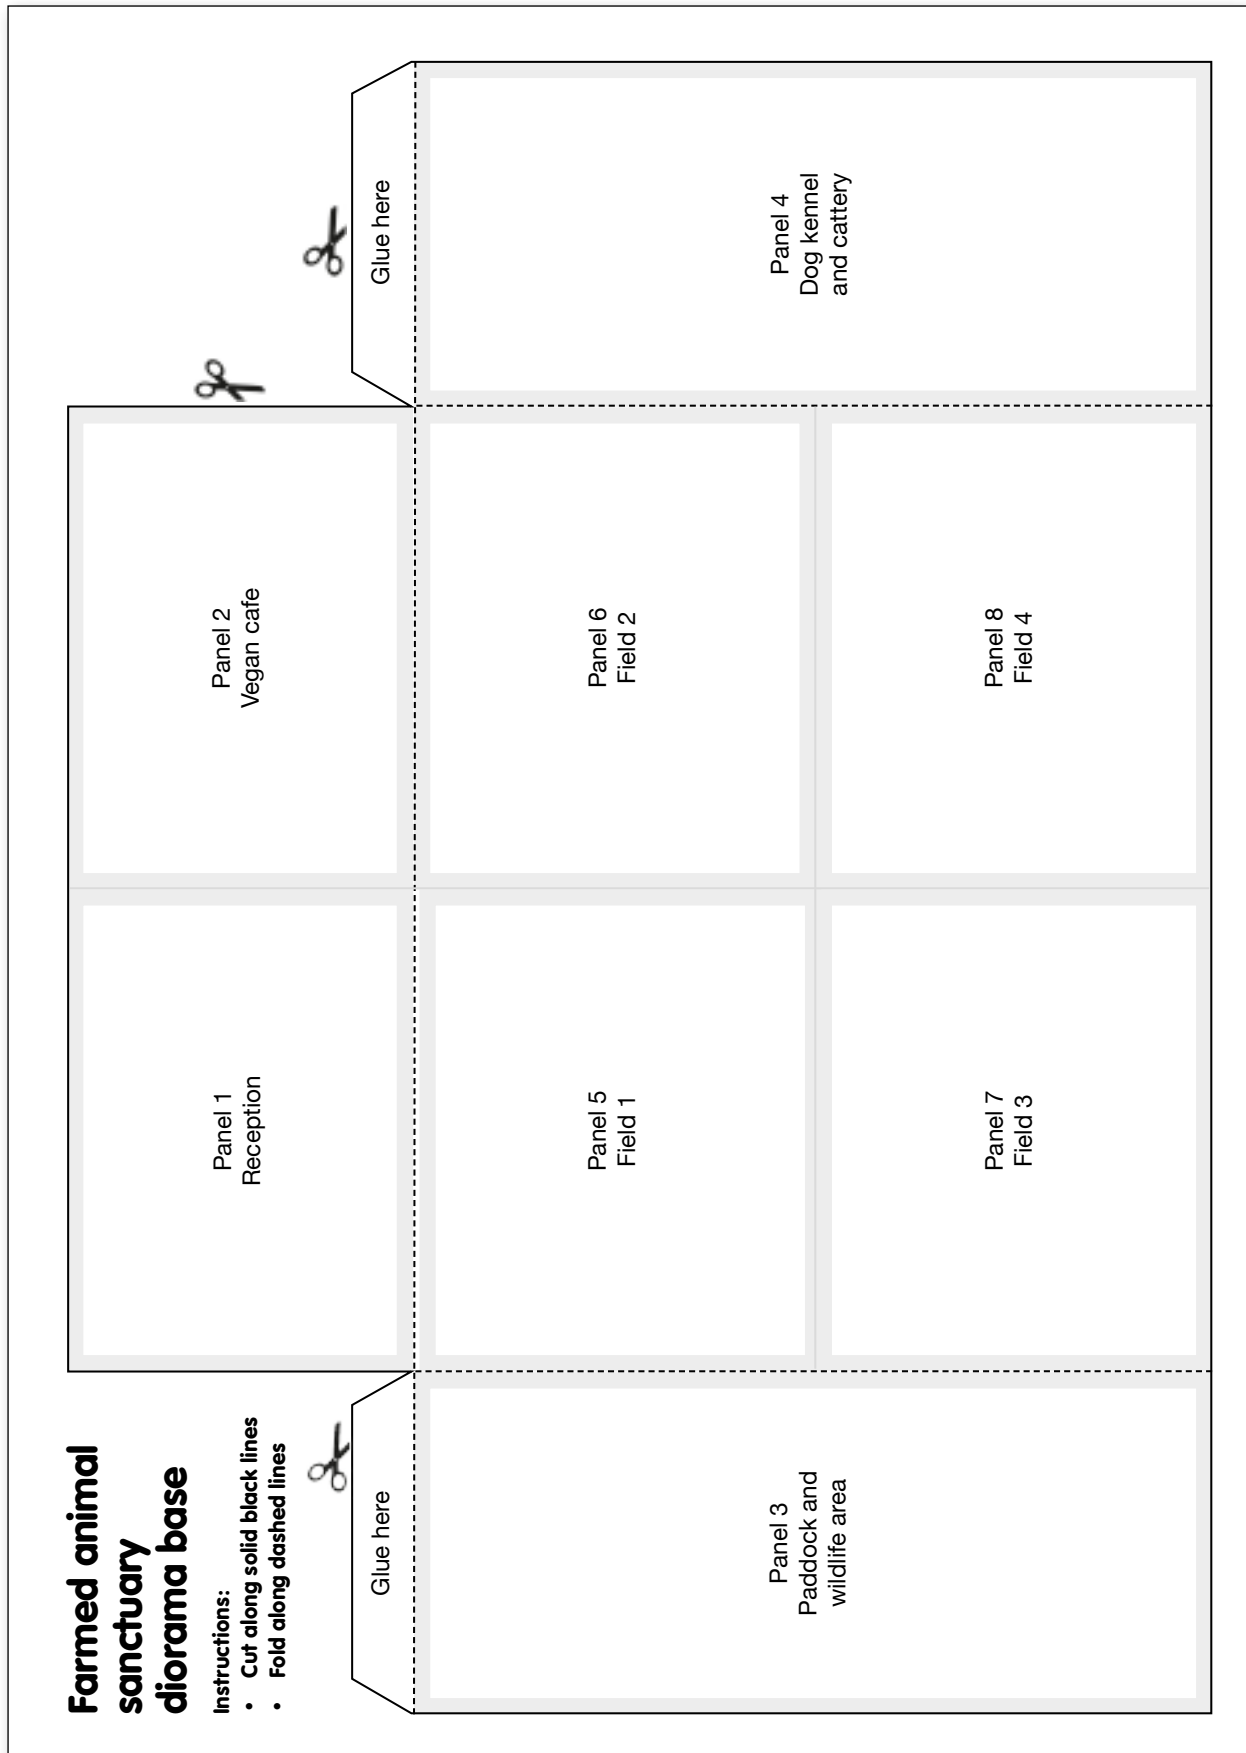 Farmed animal
sanctuary
diorama base
Instructions:
• Cut along solid black lines
• Fold along dashed lines
Panel 1
Reception
Panel 2
Vegan cafe
Glue here
Glue here
Panel 3
Paddock and
wildlife area
Panel 5
Field 1
Panel 6
Field 2
Panel 4
Dog kennel
and cattery
Panel 7
Field 3
Panel 8
Field 4